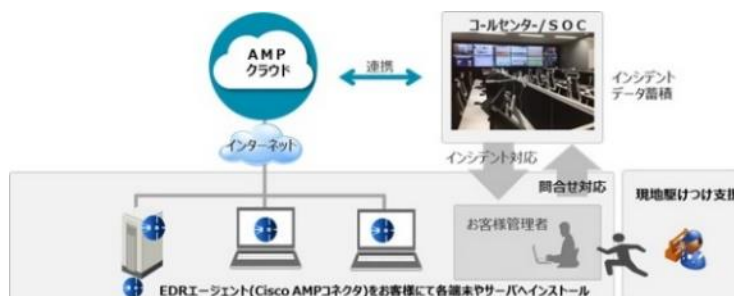 コールセンター/ＳＯＣ
AMP
クラウド
連携
インシデント
データ蓄積
インターネット
インシデント対応
問合せ対応
現地駆けつけ支援
お客様管理者
EDRエージェント(Cisco AMPコネクタ)をお客様にて各端末やサーバへインストール